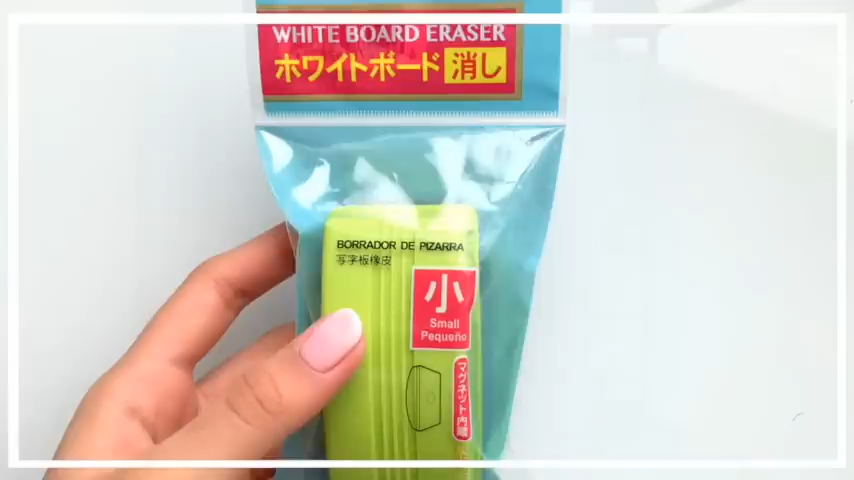 WHITE BOARD ERASER
ホワイトボード消し
BORRADOR DE PIZARRA
写字板橡皮
小
Small
Pequeño
マグネット内蔵